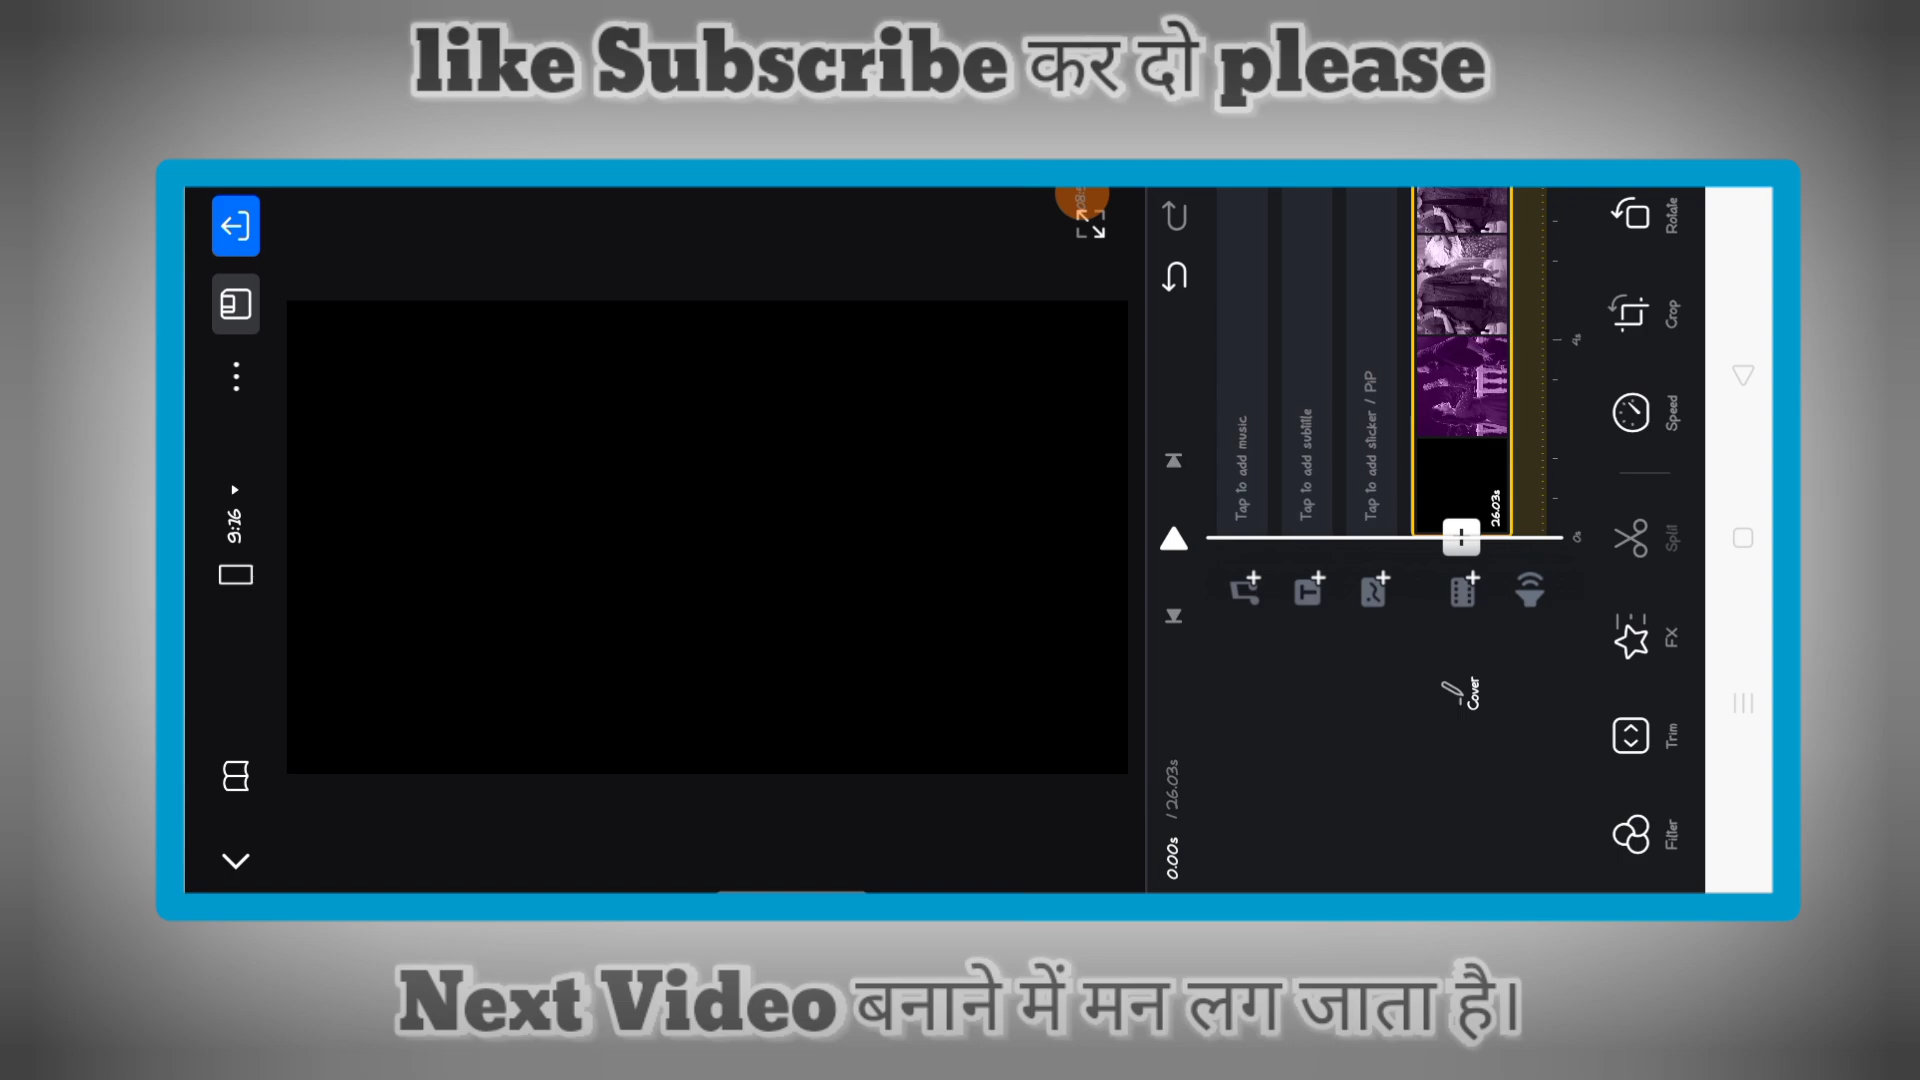 like Subscribe कर दो please
9:16
Tap to add music
Tap to add subtitle
Tap to add sticker / PiP
26.03s
0s
4s
Cover
0.00s / 26.03s
Rotate
Crop
Speed
Split
FX
Trim
Filter
Next Video बनाने में मन लग जाता है।